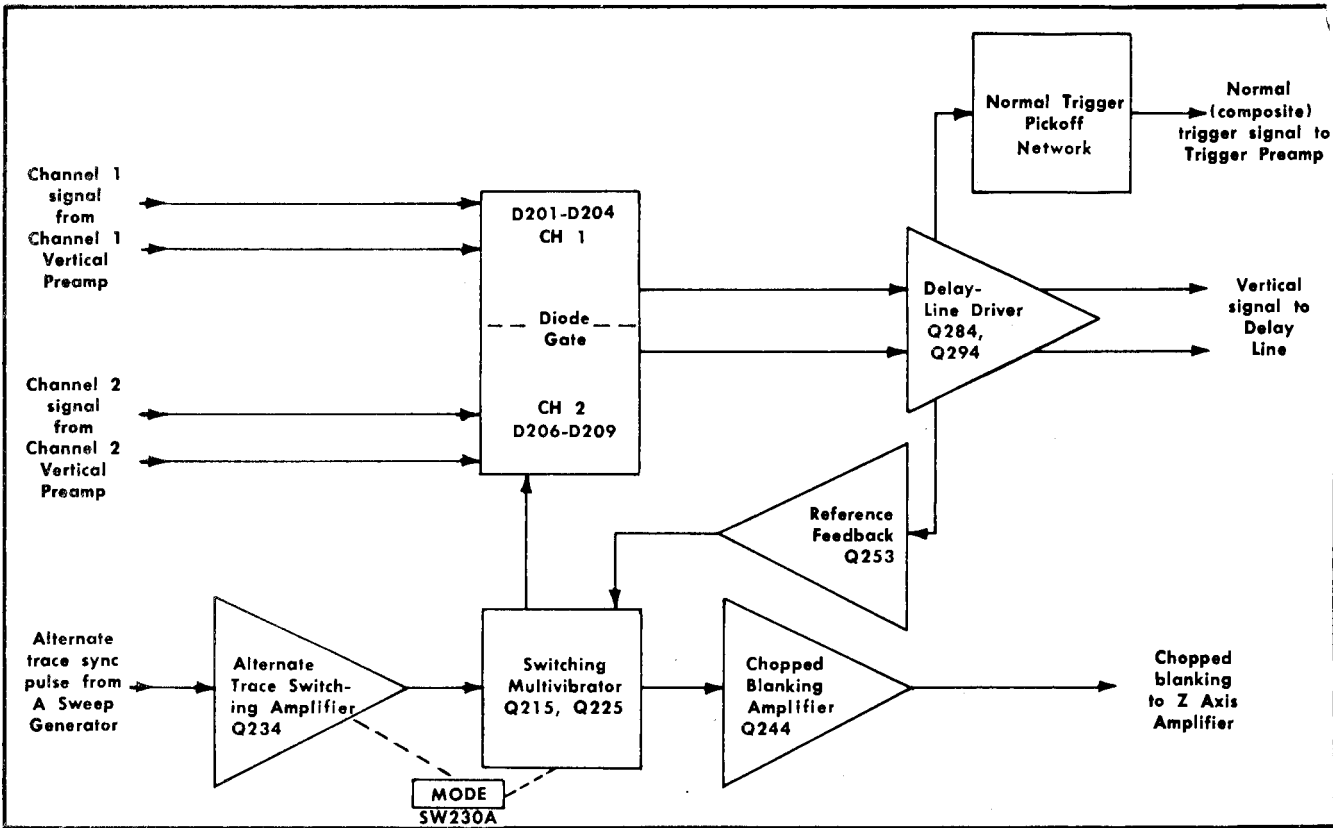 Normal Trigger
Pickoff
Network
Normal
(composite)
trigger signal to
Trigger Preamp
Channel 1
signal
from
Channel 1
Vertical
Preamp
D201-D204
CH 1
Diode
Gate
CH 2
D206-D209
Delay-
Line Driver
Q284,
Q294
Vertical
signal to
Delay
Line
Channel 2
signal
from
Channel 2
Vertical
Preamp
Reference
Feedback
Q253
Alternate
trace sync
pulse from
A Sweep
Generator
Alternate
Trace Switch-
ing Amplifier
Q234
Switching
Multivibrator
Q215, Q225
Chopped
Blanking
Amplifier
Q244
Chopped
blanking
to Z Axis
Amplifier
MODE
SW230A